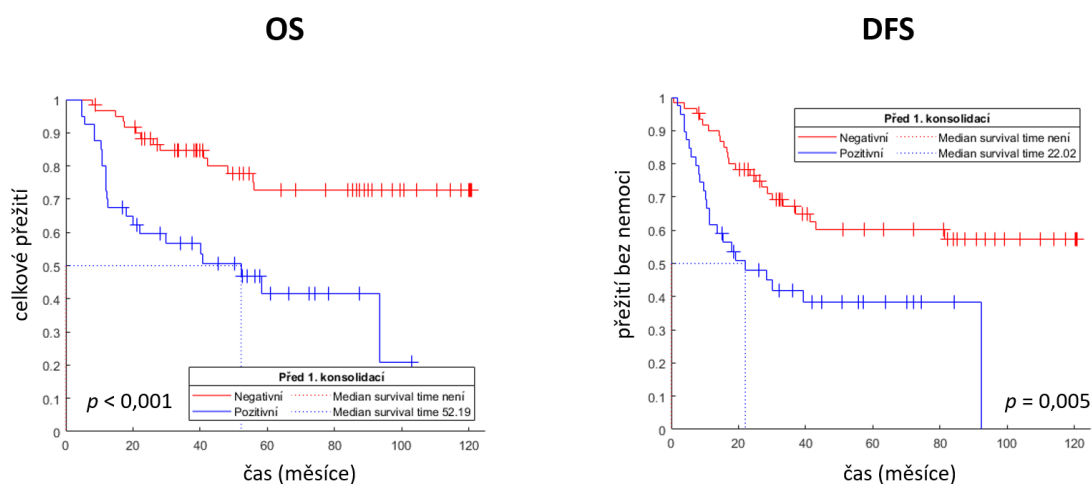 OS
celkové přežití
1
0.9
0.8
0.7
0.6
0.5
0.4
0.3
0.2
0.1
0
0 20 40 60 80 100 120
čas (měsíce)
p < 0,001
Před 1. konsolidací
Negativní Median survival time není
Pozitivní Median survival time 52.19
DFS
přežití bez nemoci
1
0.9
0.8
0.7
0.6
0.5
0.4
0.3
0.2
0.1
0
0 20 40 60 80 100 120
čas (měsíce)
Před 1. konsolidací
Negativní Median survival time není
Pozitivní Median survival time 22.02
p = 0,005